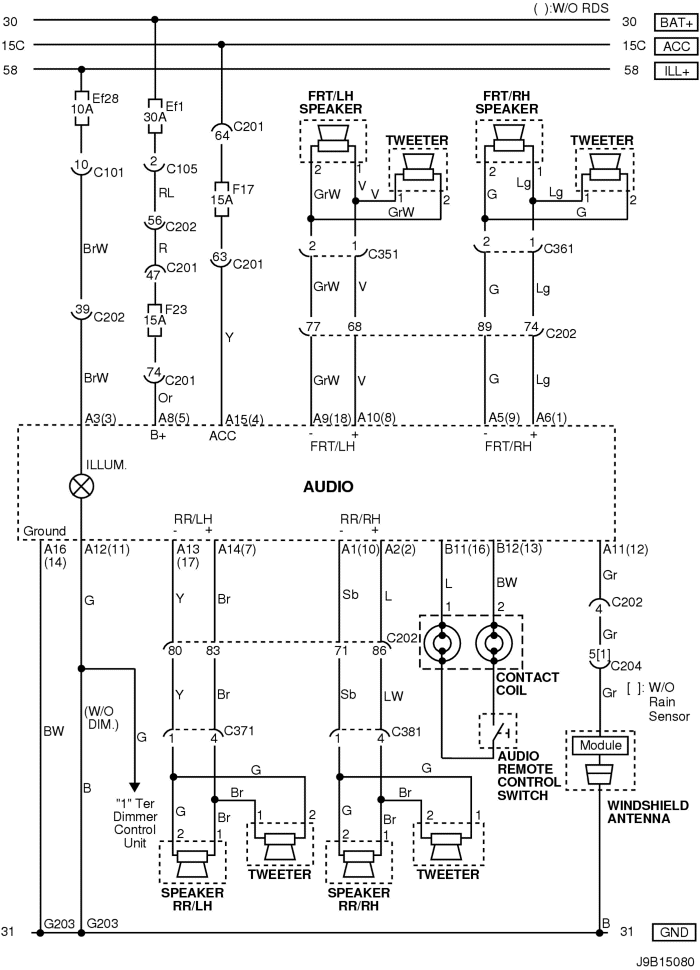 ( ):W/O RDS
30 30 BAT+
15C 15C ACC
58 58 ILL+
Ef28
10A
Ef1
30A
64 C201
FRT/LH
SPEAKER
TWEETER
FRT/RH
SPEAKER
TWEETER
10 C101
2 C105
RL
F17
15A
2 1
GrW V V 1 2
GrW
2 1
G Lg Lg 1 2
G
56 C202
R
BrW
47 C201
63 C201
2 1 C351
2 1 C361
GrW V
G Lg
39 C202
F23
15A
77 68
89 74 C202
Y
BrW
74 C201
Or
GrW V
G Lg
A3(3) A8(5) A15(4) A9(18) A10(8) A5(9) A6(1)
B+ ACC - + - +
FRT/LH FRT/RH
ILLUM.
AUDIO
RR/LH RR/RH
- + - +
Ground
A16
(14)
A12(11)
A13
(17)
A14(7)
A1(10) A2(2)
B11(16) B12(13)
A11(12)
G
Y Br
Sb L
L BW
Gr
1 2
4 C202
Gr
80 83
71 86 C202
5[1]
C204
CONTACT
COIL
Gr
[ ]: W/O
Rain
Sensor
Y Br
Sb LW
(W/O
DIM.)
BW
G
1 4 C371
1 4 C381
Module
AUDIO
REMOTE
CONTROL
SWITCH
G G
B
Br Br
"1" Ter
Dimmer
Control
Unit
G Br 1 2
G Br 2 1
2 1
2 1
WINDSHIELD
ANTENNA
TWEETER TWEETER
SPEAKER
RR/LH
SPEAKER
RR/RH
31 G203 G203 B 31 GND
J9B15080